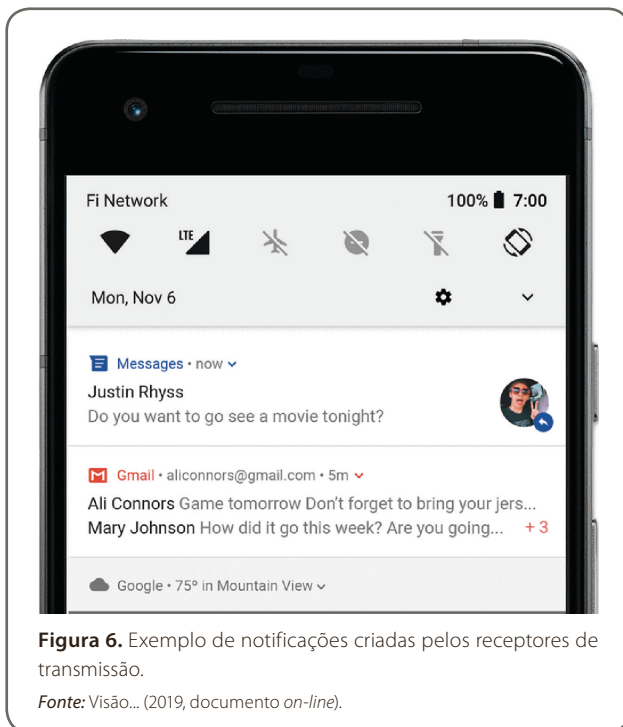 Fi Network 100% 7:00
LTE
Mon, Nov 6
Messages • now
Justin Rhyss
Do you want to go see a movie tonight?
Gmail • aliconnors@gmail.com • 5m
Ali Connors Game tomorrow Don't forget to bring your jers...
Mary Johnson How did it go this week? Are you going... + 3
Google • 75º in Mountain View
Figura 6. Exemplo de notificações criadas pelos receptores de
transmissão.
Fonte: Visão... (2019, documento on-line).